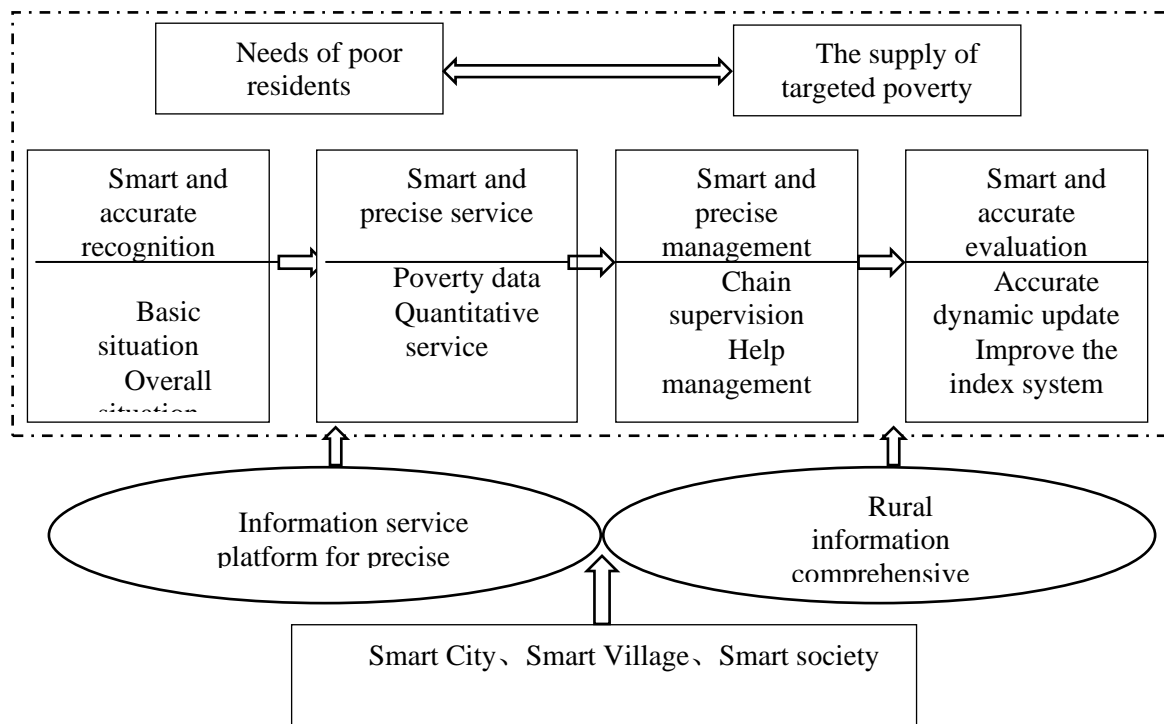 Needs of poor
residents
The supply of
targeted poverty
Smart and
accurate
recognition
Basic
situation
Overall
situation
Smart and
precise service
Poverty data
Quantitative
service
Smart and
precise
management
Chain
supervision
Help
management
Smart and
accurate
evaluation
Accurate
dynamic update
Improve the
index system
Information service
platform for precise
Rural
information
comprehensive
Smart City、Smart Village、Smart society